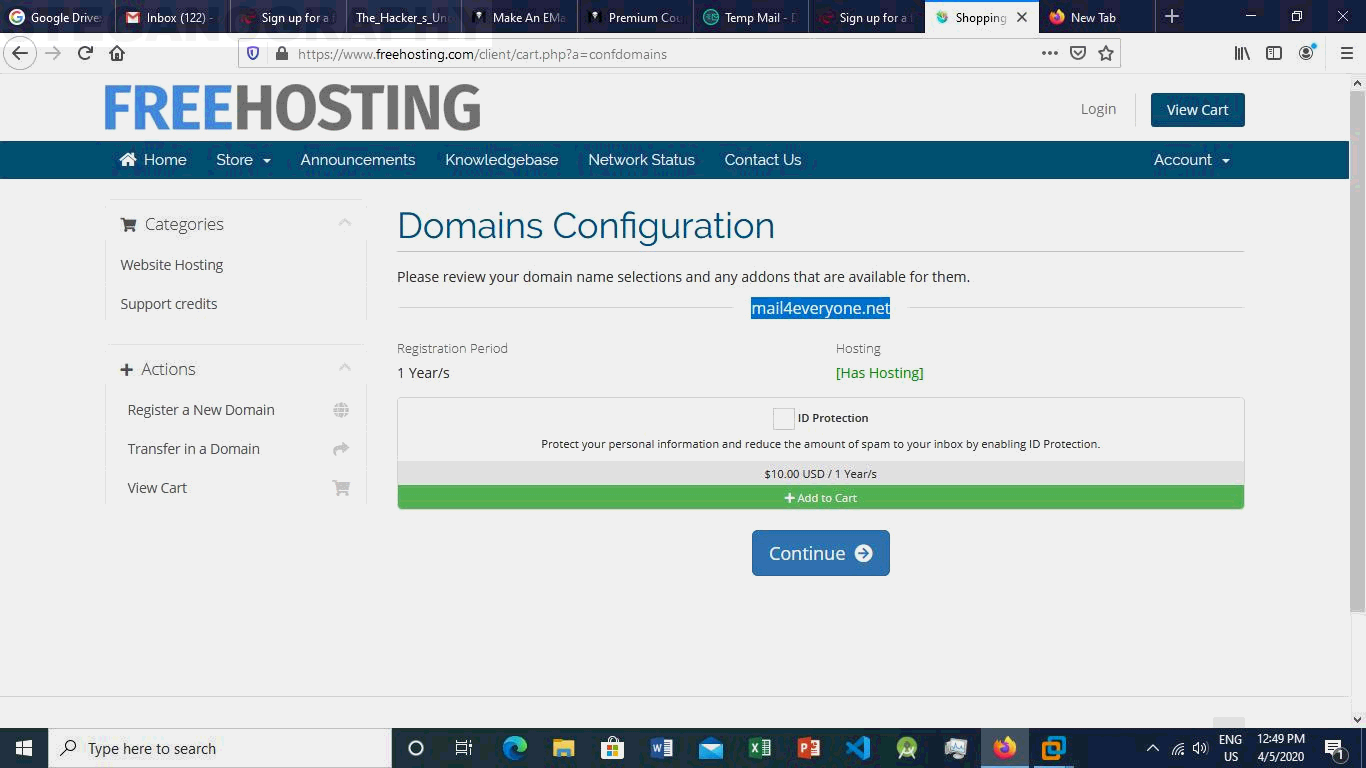 Google Drive
Inbox (122) -
Sign up for a f
The_Hacker_s_Un
Make An EMa
Premium Cou
Temp Mail - D
Sign up for a f
Shopping
New Tab
https://www.freehosting.com/client/cart.php?a=confdomains
FREEHOSTING
Login
View Cart
Home
Store
Announcements
Knowledgebase
Network Status
Contact Us
Account
Categories
Website Hosting
Support credits
Actions
Register a New Domain
Transfer in a Domain
View Cart
Domains Configuration
Please review your domain name selections and any addons that are available for them.
mail4everyone.net
Registration Period
1 Year/s
Hosting
[Has Hosting]
ID Protection
Protect your personal information and reduce the amount of spam to your inbox by enabling ID Protection.
$10.00 USD / 1 Year/s
Add to Cart
Continue
Type here to search
ENG
US
12:49 PM
4/5/2020
1